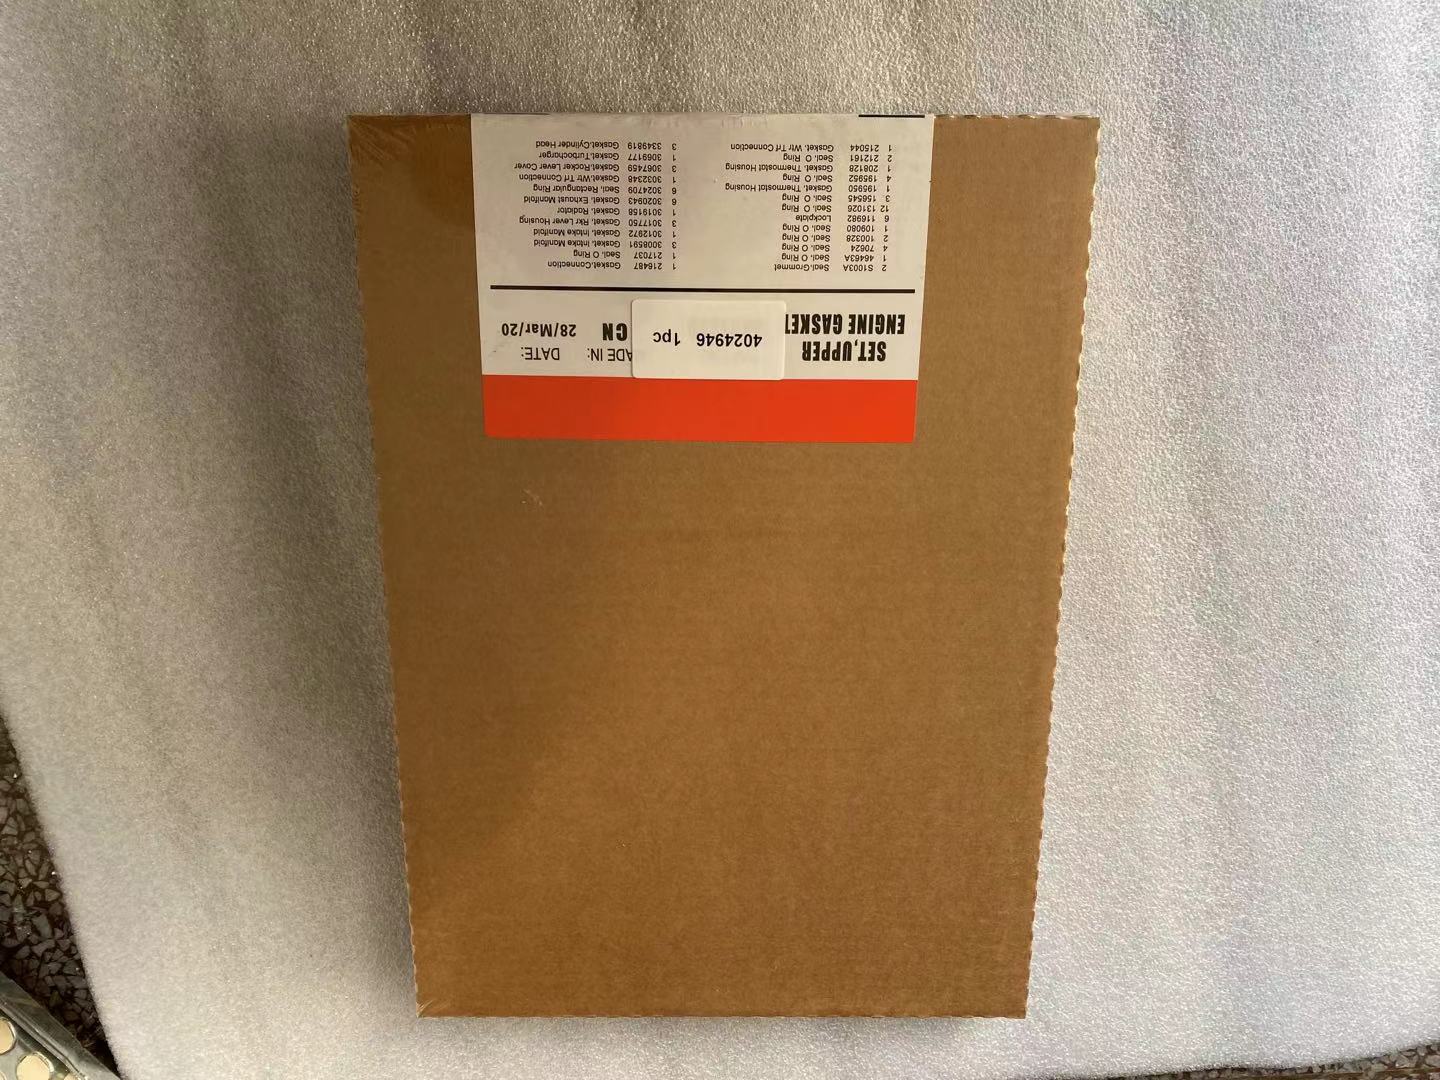 SET,UPPER
ENGINE GASKET
4024946 1pc
ADE IN:
CN
DATE:
28/Mar/20
2 S1003A Seal.Grommet
1 46463A Seal. O Ring
4 70624 Seal. O Ring
2 100328 Seal. O Ring
1 109080 Seal. O Ring
6 116982 Lockplate
12 131026 Seal. O Ring
3 156545 Seal. O Ring
1 195950 Gasket. Thermostat Housing
4 195952 Seal. O Ring
1 208128 Gasket. Thermostat Housing
2 212161 Seal. O Ring
1 215044 Gasket. Wtr Trf Connection
1 216487 Gasket.Connection
1 217037 Seal. O Ring
3 3008591 Gasket. Intake Manifold
1 3012972 Gasket. Intake Manifold
3 3017750 Gasket. Rkr Lever Housing
1 3019158 Gasket. Radiator
6 3020943 Gasket. Exhaust Manifold
6 3024709 Seal. Rectangular Ring
1 3032348 Gasket. Wtr Trf Connection
3 3067459 Gasket.Rocker Lever Cover
1 3069177 Gasket.Turbocharger
3 3349819 Gasket.Cylinder Head